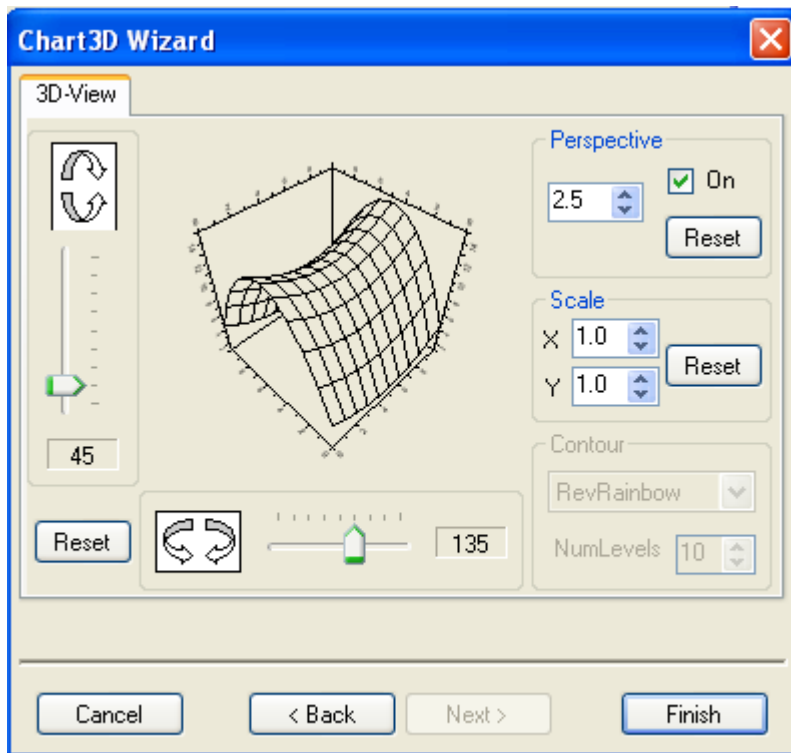 Chart3D Wizard
3D-View
45
Reset
135
Perspective
2.5
On
Reset
Scale
X 1.0
Y 1.0
Reset
Contour
RevRainbow
NumLevels 10
Cancel
< Back
Next >
Finish